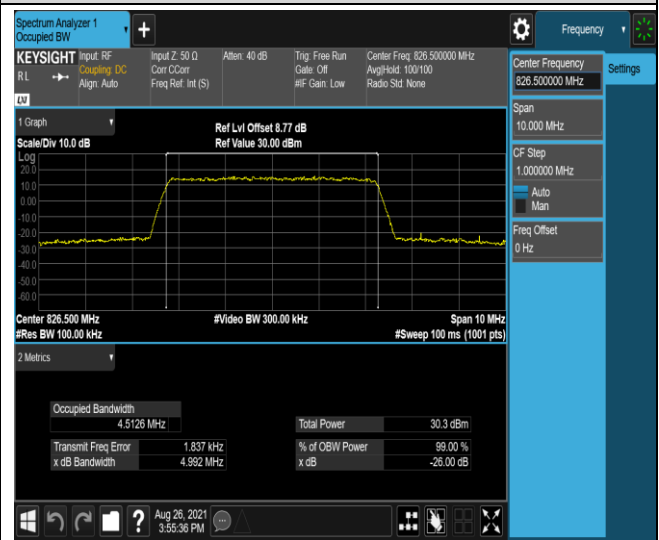 Spectrum Analyzer 1
Occupied BW
Frequency
KEYSIGHT
RL
LXI
Input: RF
Coupling: DC
Align: Auto
Input Z: 50 Ω
Corr CCorr
Freq Ref: Int (S)
Atten: 40 dB
Trig: Free Run
Gate: Off
#IF Gain: Low
Center Freq: 826.500000 MHz
Avg|Hold: 100/100
Radio Std: None
1 Graph
Scale/Div 10.0 dB
Ref Lvl Offset 8.77 dB
Ref Value 30.00 dBm
Log
20.0
10.0
0.00
-10.0
-20.0
-30.0
-40.0
-50.0
-60.0
Center 826.500 MHz
#Video BW 300.00 kHz
Span 10 MHz
#Res BW 100.00 kHz
#Sweep 100 ms (1001 pts)
2 Metrics
Occupied Bandwidth
4.5126 MHz
Total Power 30.3 dBm
Transmit Freq Error 1.837 kHz
% of OBW Power 99.00 %
x dB Bandwidth 4.992 MHz
x dB -26.00 dB
?
Aug 26, 2021
3:55:36 PM
Center Frequency
826.500000 MHz
Settings
Span
10.000 MHz
CF Step
1.000000 MHz
Auto
Man
Freq Offset
0 Hz